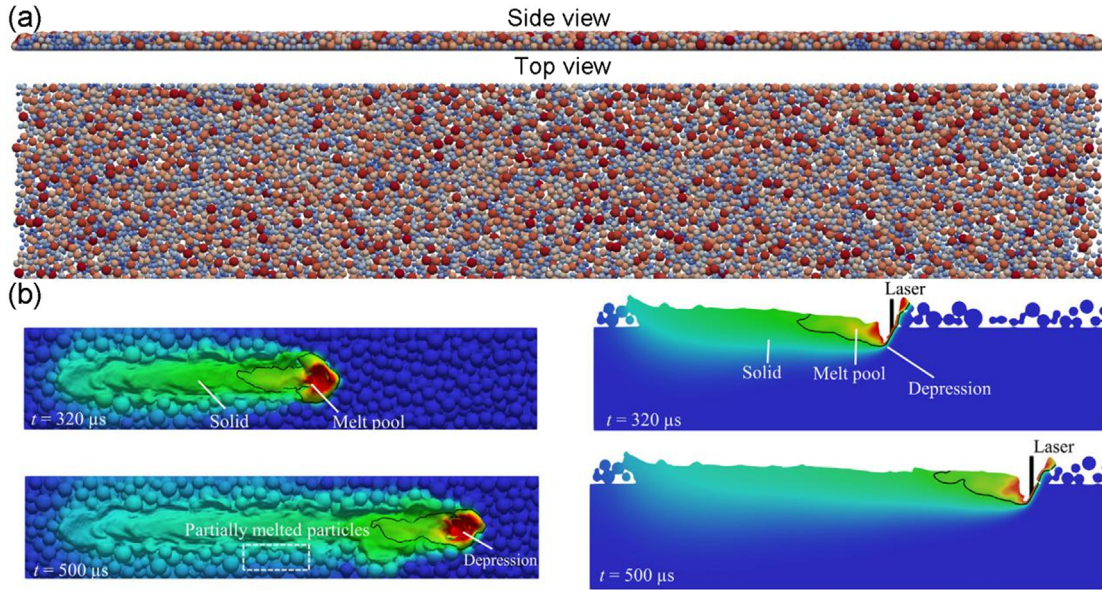 (a)
Side view
Top view
(b)
Solid
Melt pool
t = 320 μs
Laser
Solid
Melt pool
Depression
t = 320 μs
Partially melted particles
Depression
t = 500 μs
Laser
t = 500 μs